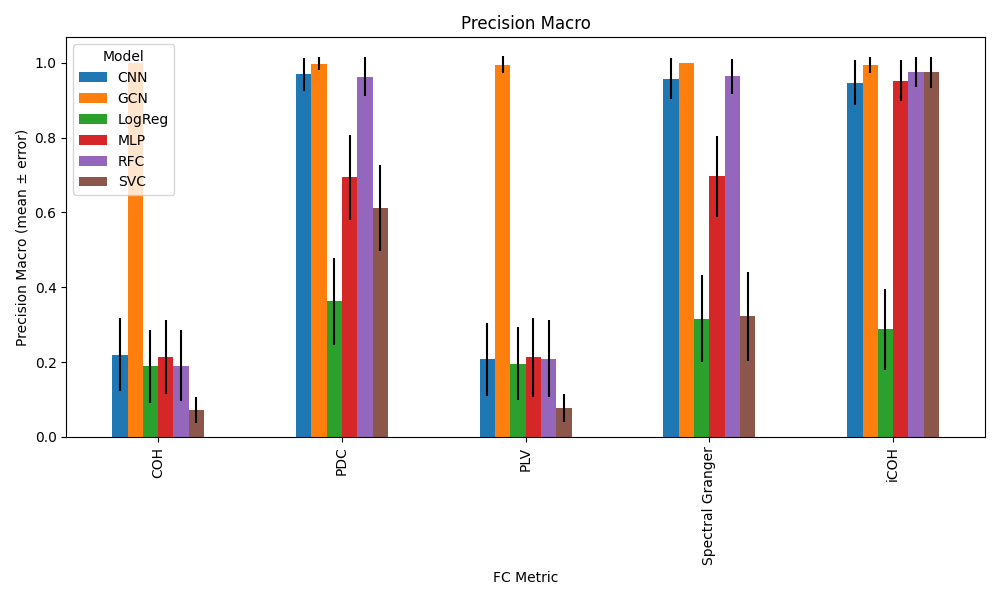 Precision Macro
Model
CNN
GCN
LogReg
MLP
RFC
SVC
Precision Macro (mean ± error)
1.0
0.8
0.6
0.4
0.2
0.0
COH
PDC
PLV
Spectral Granger
iCOH
FC Metric